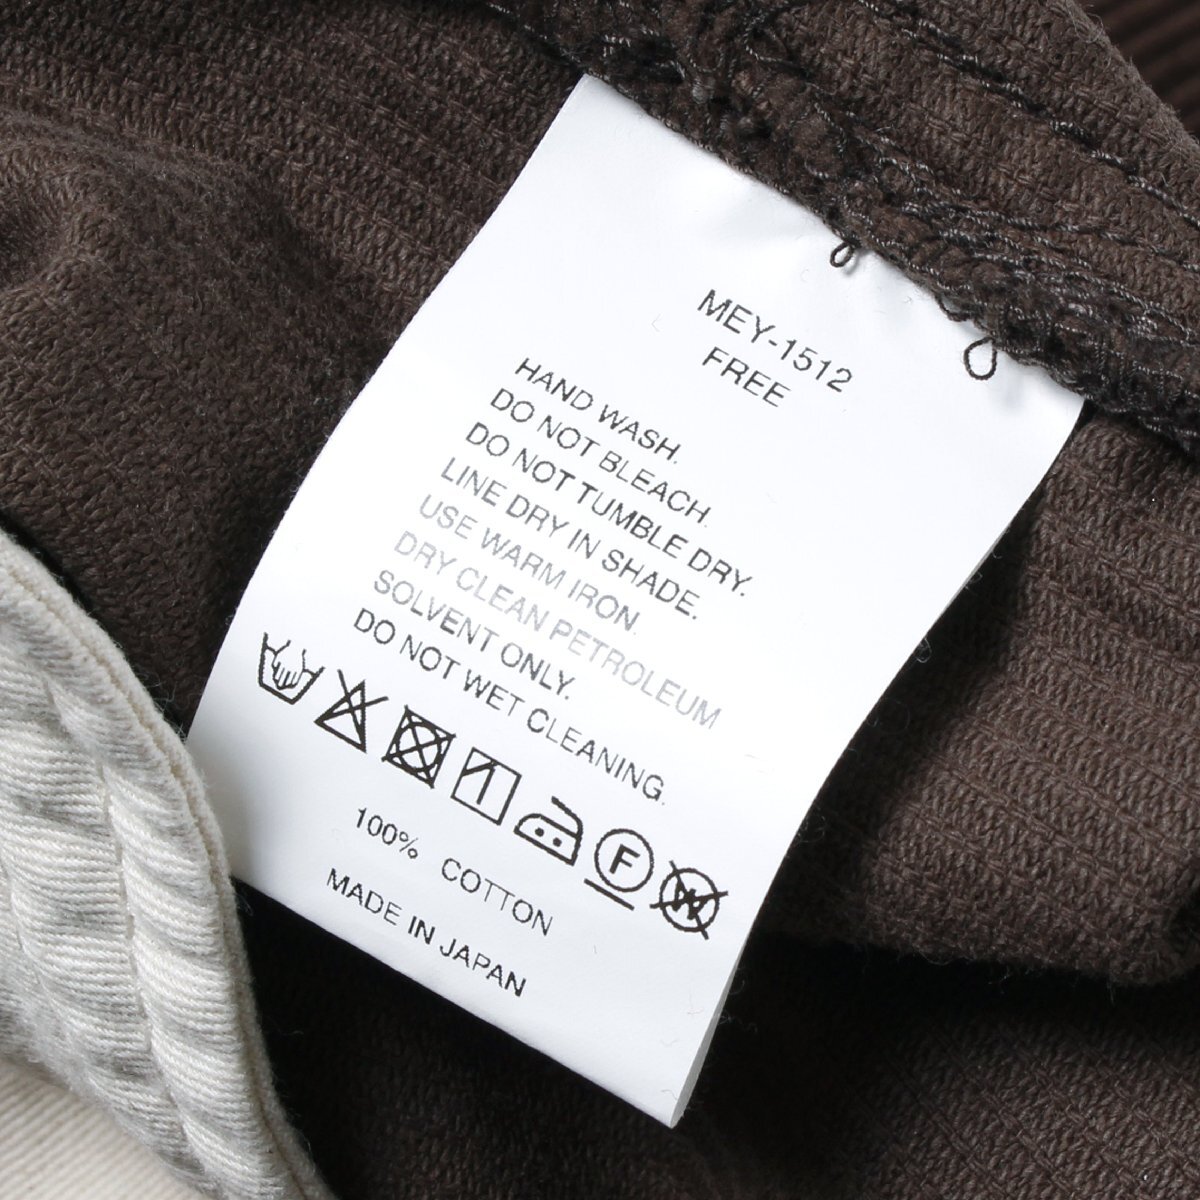 MEY-1512
FREE
HAND WASH.
DO NOT BLEACH.
DO NOT TUMBLE DRY.
LINE DRY IN SHADE.
USE WARM IRON.
DRY CLEAN PETROLEUM
SOLVENT ONLY.
DO NOT WET CLEANING.
F W
100% COTTON
MADE IN JAPAN